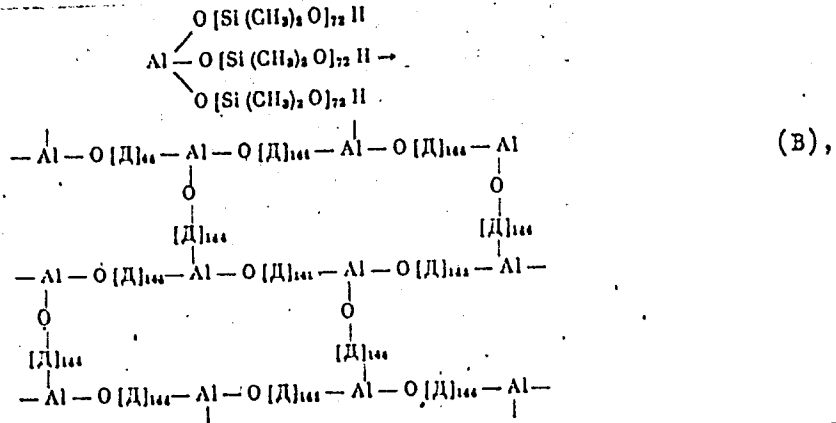 O [Si (CH₃)₂ O]₇₂ H
Al — O [Si (CH₃)₂ O]₇₂ H →
O [Si (CH₃)₂ O]₇₂ H
— Al — O [Д]₁₄₄ — Al — O [Д]₁₄₄ — Al — O [Д]₁₄₄ — Al (В),
O O
[Д]₁₄₄ [Д]₁₄₄
— Al — O [Д]₁₄₄ — Al — O [Д]₁₄₄ — Al — O [Д]₁₄₄ — Al —
O O
[Д]₁₄₄ [Д]₁₄₄
— Al — O [Д]₁₄₄ — Al — O [Д]₁₄₄ — Al — O [Д]₁₄₄ — Al —